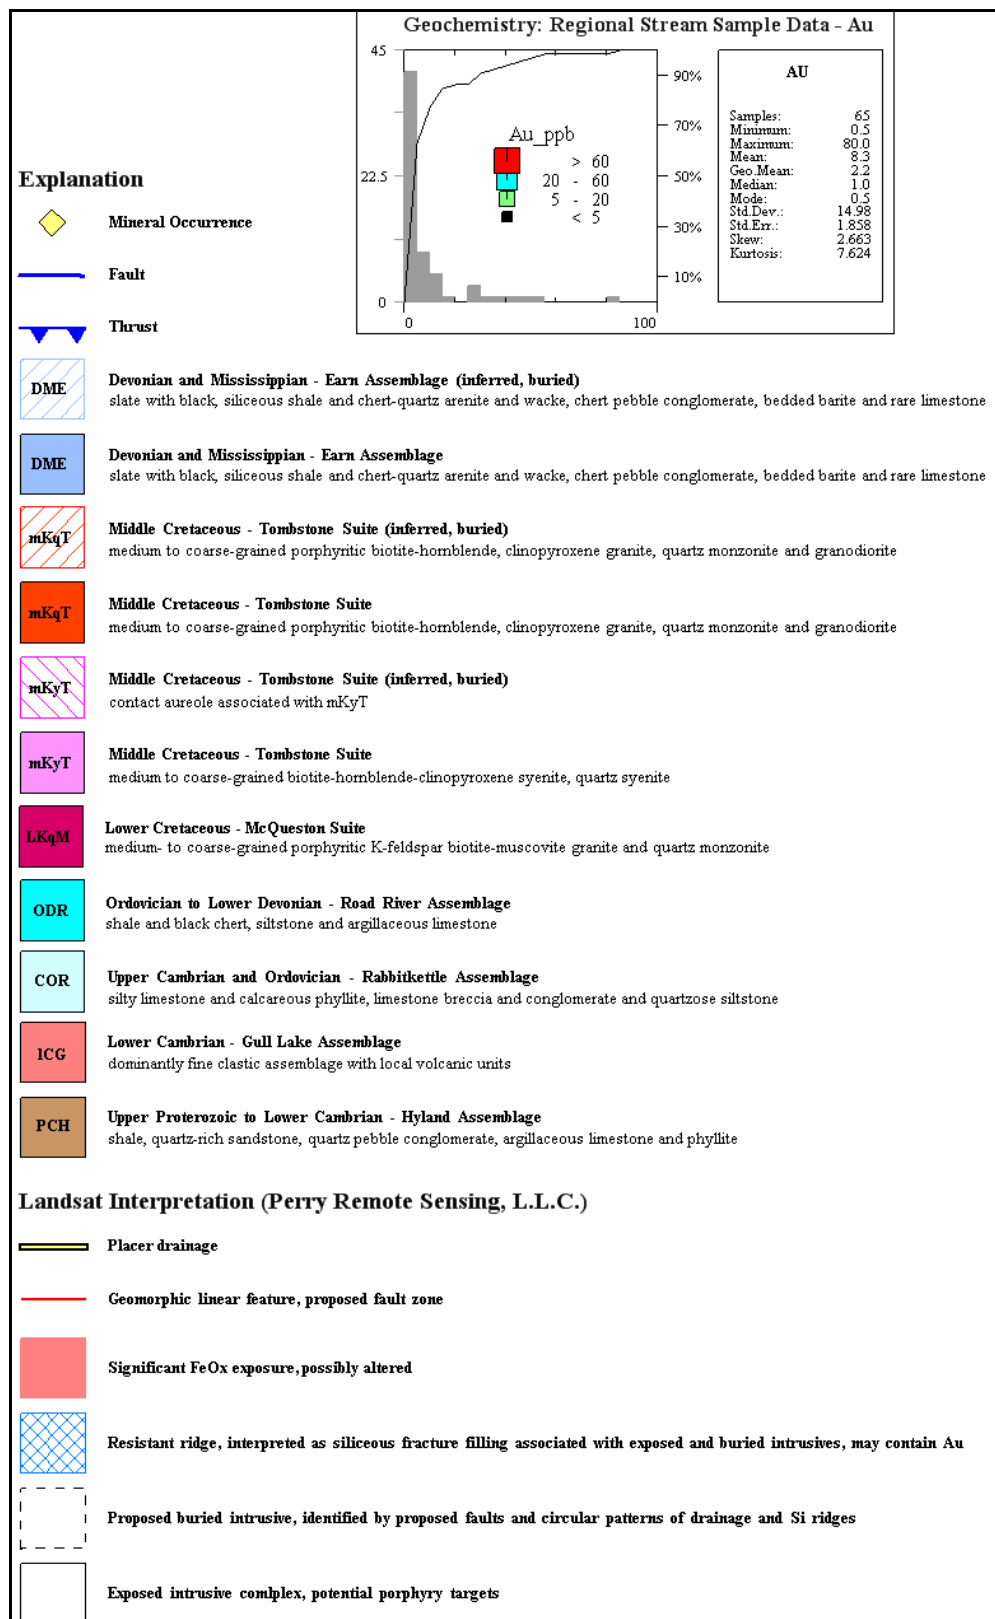 Geochemistry: Regional Stream Sample Data - Au
45
22.5
0
0
100
90%
70%
50%
30%
10%
Au_ppb
> 60
20 - 60
5 - 20
< 5
AU
Samples: 65
Minimum: 0.5
Maximum: 80.0
Mean: 8.3
Geo.Mean: 2.2
Median: 1.0
Mode: 0.5
Std.Dev.: 14.98
Std.Err.: 1.858
Skew: 2.663
Kurtosis: 7.624
Explanation
Mineral Occurrence
Fault
Thrust
DME
Devonian and Mississippian - Earn Assemblage (inferred, buried)
slate with black, siliceous shale and chert-quartz arenite and wacke, chert pebble conglomerate, bedded barite and rare limestone
DME
Devonian and Mississippian - Earn Assemblage
slate with black, siliceous shale and chert-quartz arenite and wacke, chert pebble conglomerate, bedded barite and rare limestone
mKqT
Middle Cretaceous - Tombstone Suite (inferred, buried)
medium to coarse-grained porphyritic biotite-hornblende, clinopyroxene granite, quartz monzonite and granodiorite
mKqT
Middle Cretaceous - Tombstone Suite
medium to coarse-grained porphyritic biotite-hornblende, clinopyroxene granite, quartz monzonite and granodiorite
mKyT
Middle Cretaceous - Tombstone Suite (inferred, buried)
contact aureole associated with mKyT
mKyT
Middle Cretaceous - Tombstone Suite
medium to coarse-grained biotite-hornblende-clinopyroxene syenite, quartz syenite
LKqM
Lower Cretaceous - McQueston Suite
medium- to coarse-grained porphyritic K-feldspar biotite-muscovite granite and quartz monzonite
ODR
Ordovician to Lower Devonian - Road River Assemblage
shale and black chert, siltstone and argillaceous limestone
COR
Upper Cambrian and Ordovician - Rabbitkettle Assemblage
silty limestone and calcareous phyllite, limestone breccia and conglomerate and quartzose siltstone
lCG
Lower Cambrian - Gull Lake Assemblage
dominantly fine clastic assemblage with local volcanic units
PCH
Upper Proterozoic to Lower Cambrian - Hyland Assemblage
shale, quartz-rich sandstone, quartz pebble conglomerate, argillaceous limestone and phyllite
Landsat Interpretation (Perry Remote Sensing, L.L.C.)
Placer drainage
Geomorphic linear feature, proposed fault zone
Significant FeOx exposure, possibly altered
Resistant ridge, interpreted as siliceous fracture filling associated with exposed and buried intrusives, may contain Au
Proposed buried intrusive, identified by proposed faults and circular patterns of drainage and Si ridges
Exposed intrusive comlplex, potential porphyry targets